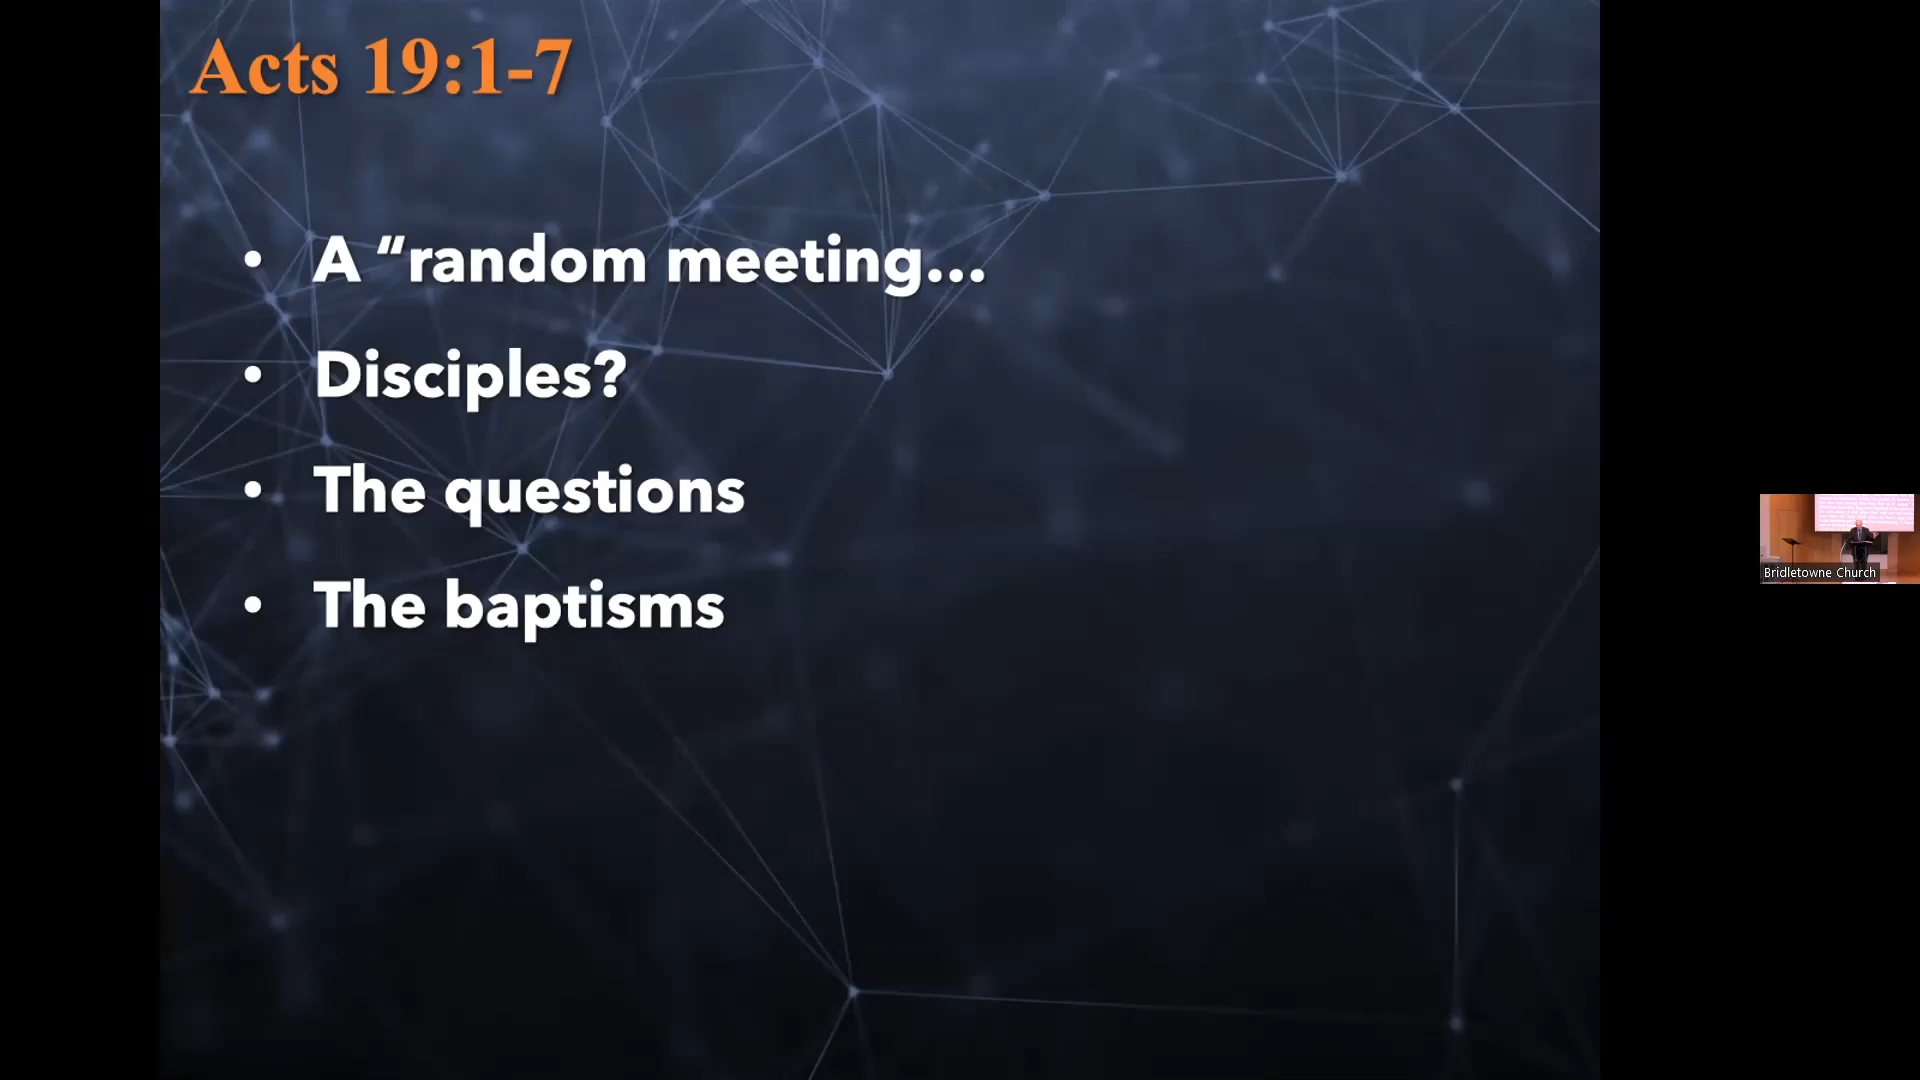 Acts 19:1-7
• A “random meeting…
• Disciples?
• The questions
• The baptisms
Bridletowne Church